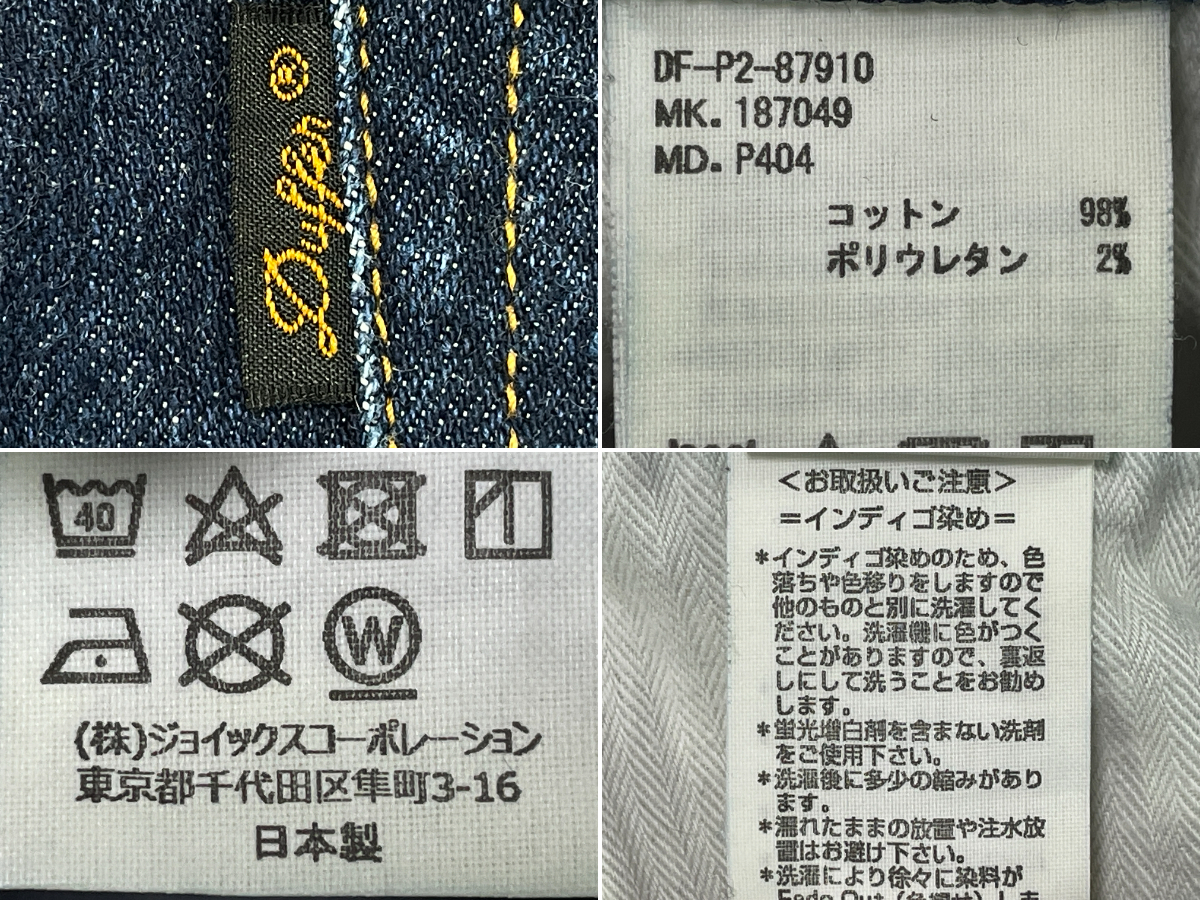 Duffer ®
DF-P2-87910
MK. 187049
MD. P404
コットン 98%
ポリウレタン 2%
40
W
(株)ジョイックスコーポレーション
東京都千代田区隼町3-16
日本製
<お取扱いご注意>
=インディゴ染め=
*インディゴ染めのため、色
落ちや色移りをしますので
他のものと別に洗濯してく
ださい。洗濯機に色がつく
ことがありますので、裏返
しにして洗うことをお勧め
します。
*蛍光増白剤を含まない洗剤
をご使用下さい。
*洗濯後に多少の縮みがあり
ます。
*濡れたままの放置や注水放
置はお避け下さい。
*洗濯により徐々に染料が
Fade Out